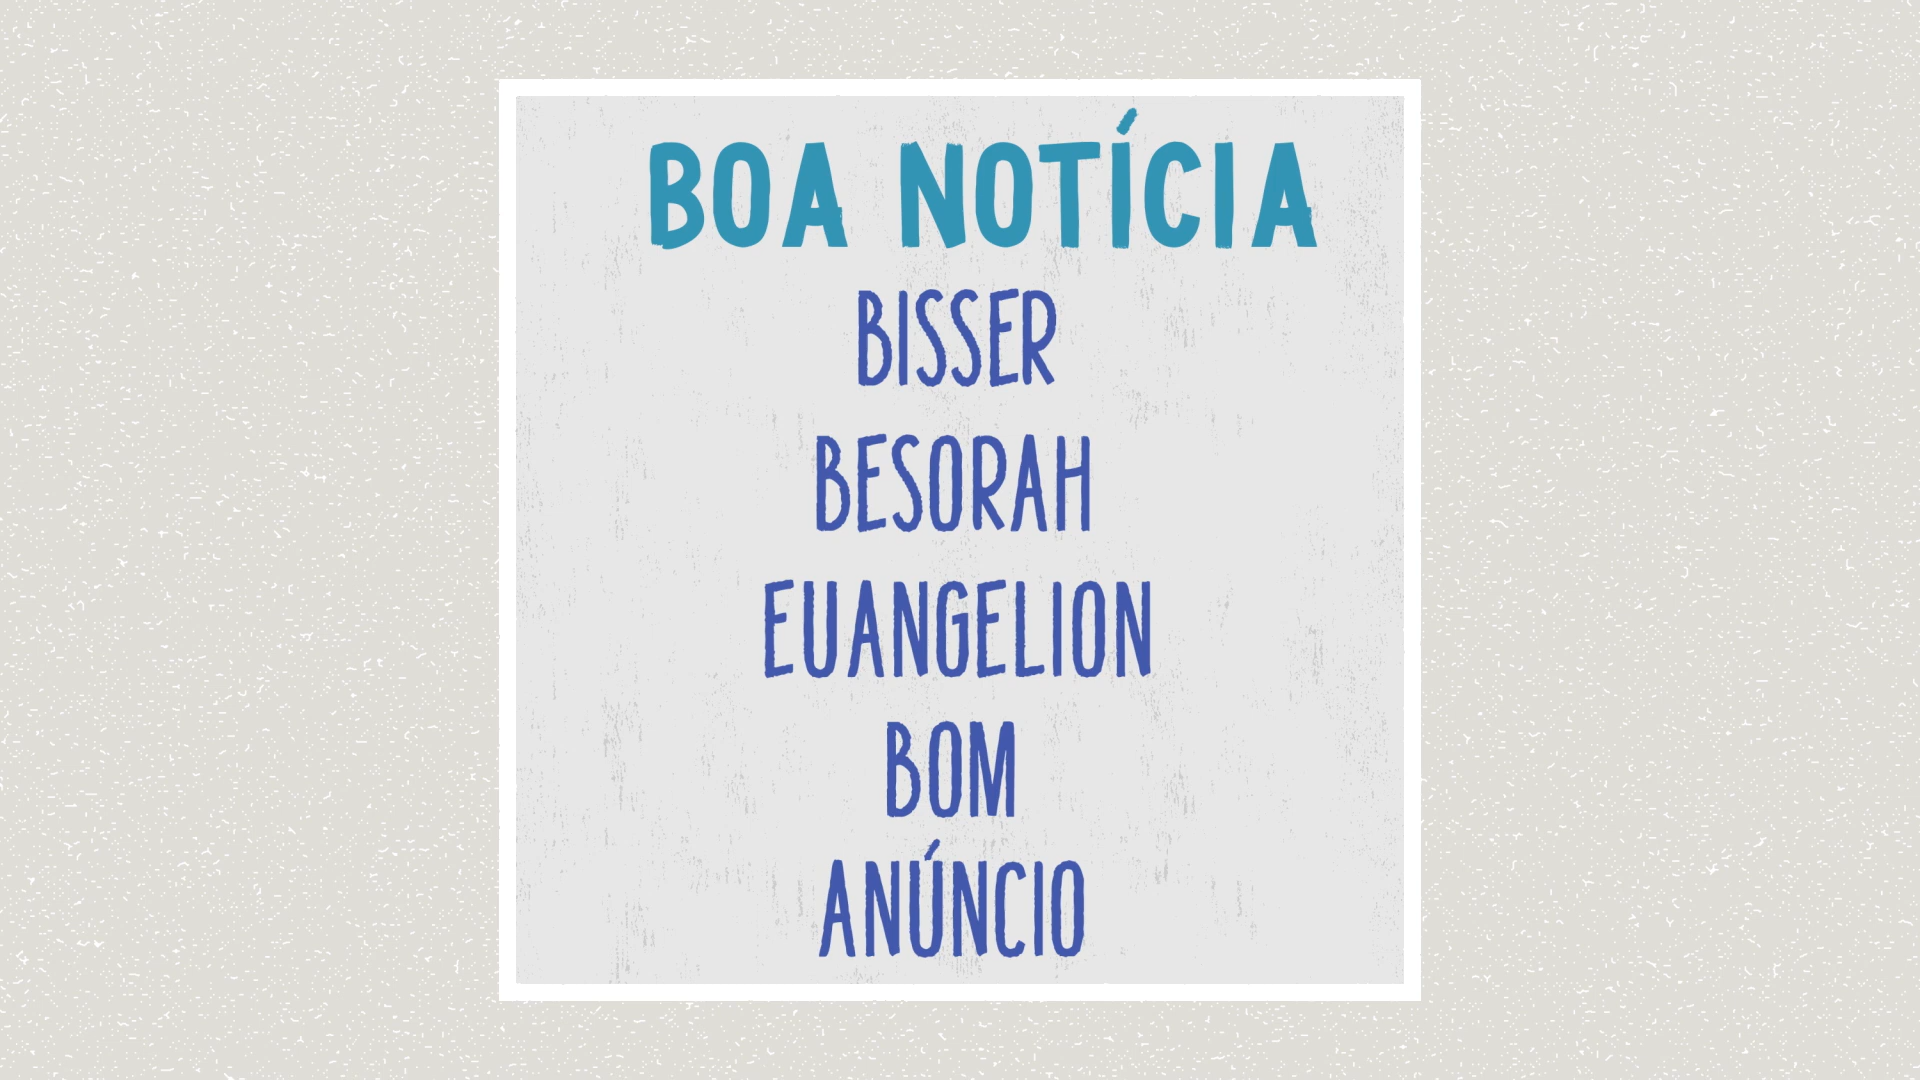 BOA NOTÍCIA
BISSER
BESORAH
EUANGELION
BOM
ANÚNCIO